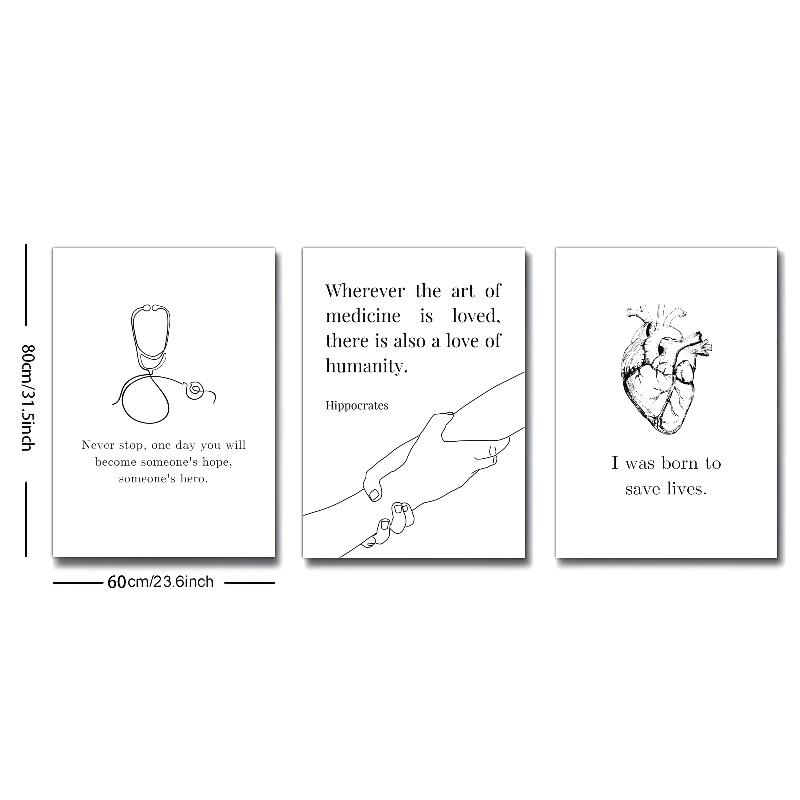 80cm/31.5inch
Never stop, one day you will
become someone's hope,
someone's hero.
60cm/23.6inch
Wherever the art of
medicine is loved,
there is also a love of
humanity.
Hippocrates
I was born to
save lives.